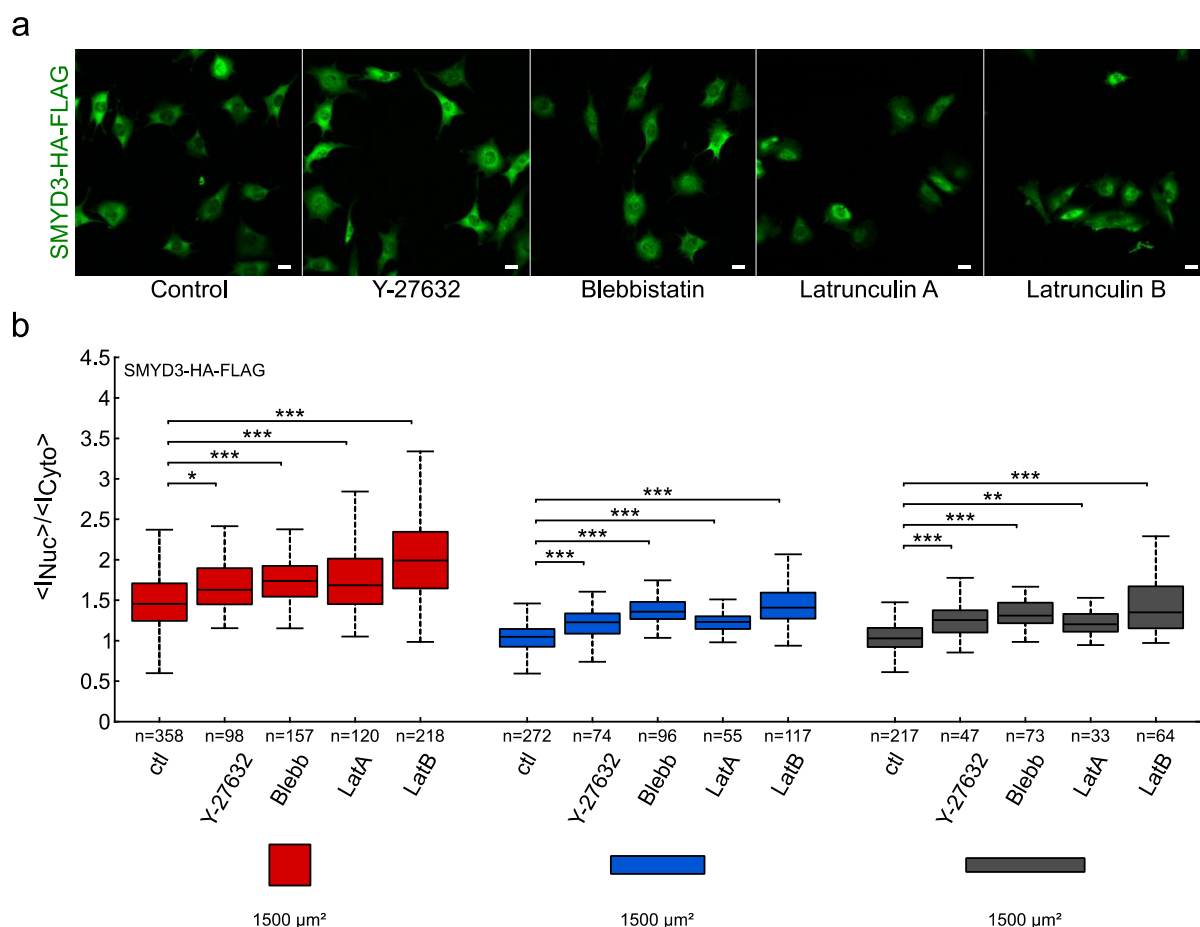 a
SMYD3-HA-FLAG
Control Y-27632 Blebbistatin Latrunculin A Latrunculin B
b
SMYD3-HA-FLAG
<I_Nuc>/<I_Cyto>
4.5
4
3.5
3
2.5
2
1.5
1
0.5
0
*** *** *** *
*** *** *** ***
*** ** *** ***
n=358 n=98 n=157 n=120 n=218 n=272 n=74 n=96 n=55 n=117 n=217 n=47 n=73 n=33 n=64
ctl Y-27632 Blebb LatA LatB ctl Y-27632 Blebb LatA LatB ctl Y-27632 Blebb LatA LatB
1500 µm² 1500 µm² 1500 µm²